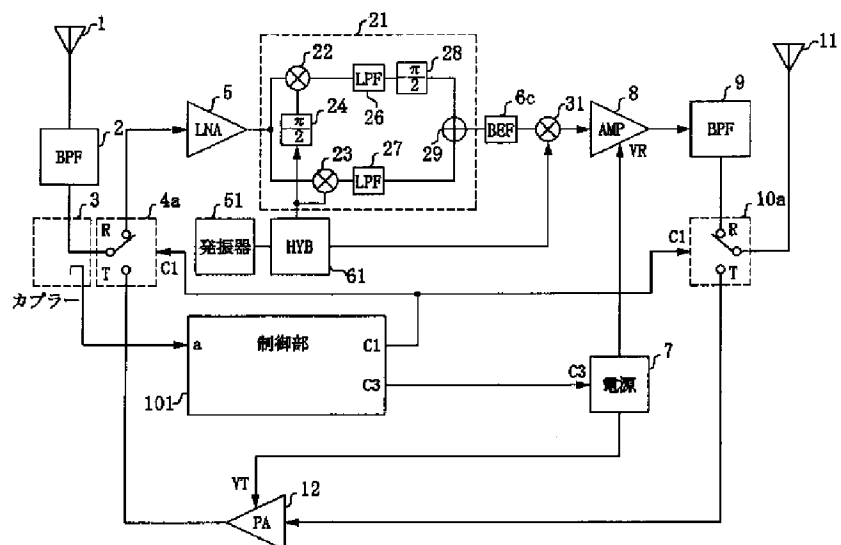 1
21
11
22
28
5
LPF
π/2
6c
31
8
9
2
24
26
LNA
π/2
BEF
AMP
BPF
BPF
23
27
29
VR
LPF
3
4a
51
10a
R
発振器
HYB
C1
R
T
C1
61
T
カプラー
a
制御部
C1
7
C3
C3
電源
101
VT
12
PA